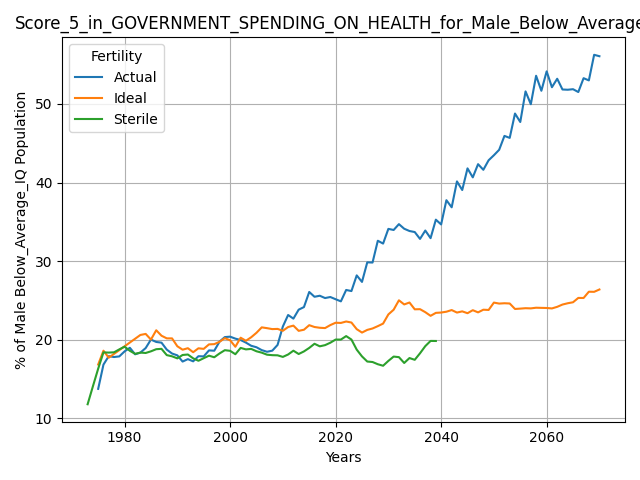 Score_5_in_GOVERNMENT_SPENDING_ON_HEALTH_for_Male_Below_Average
Fertility
Actual
Ideal
Sterile
% of Male Below_Average_IQ Population
50
40
30
20
10
1980 2000 2020 2040 2060
Years